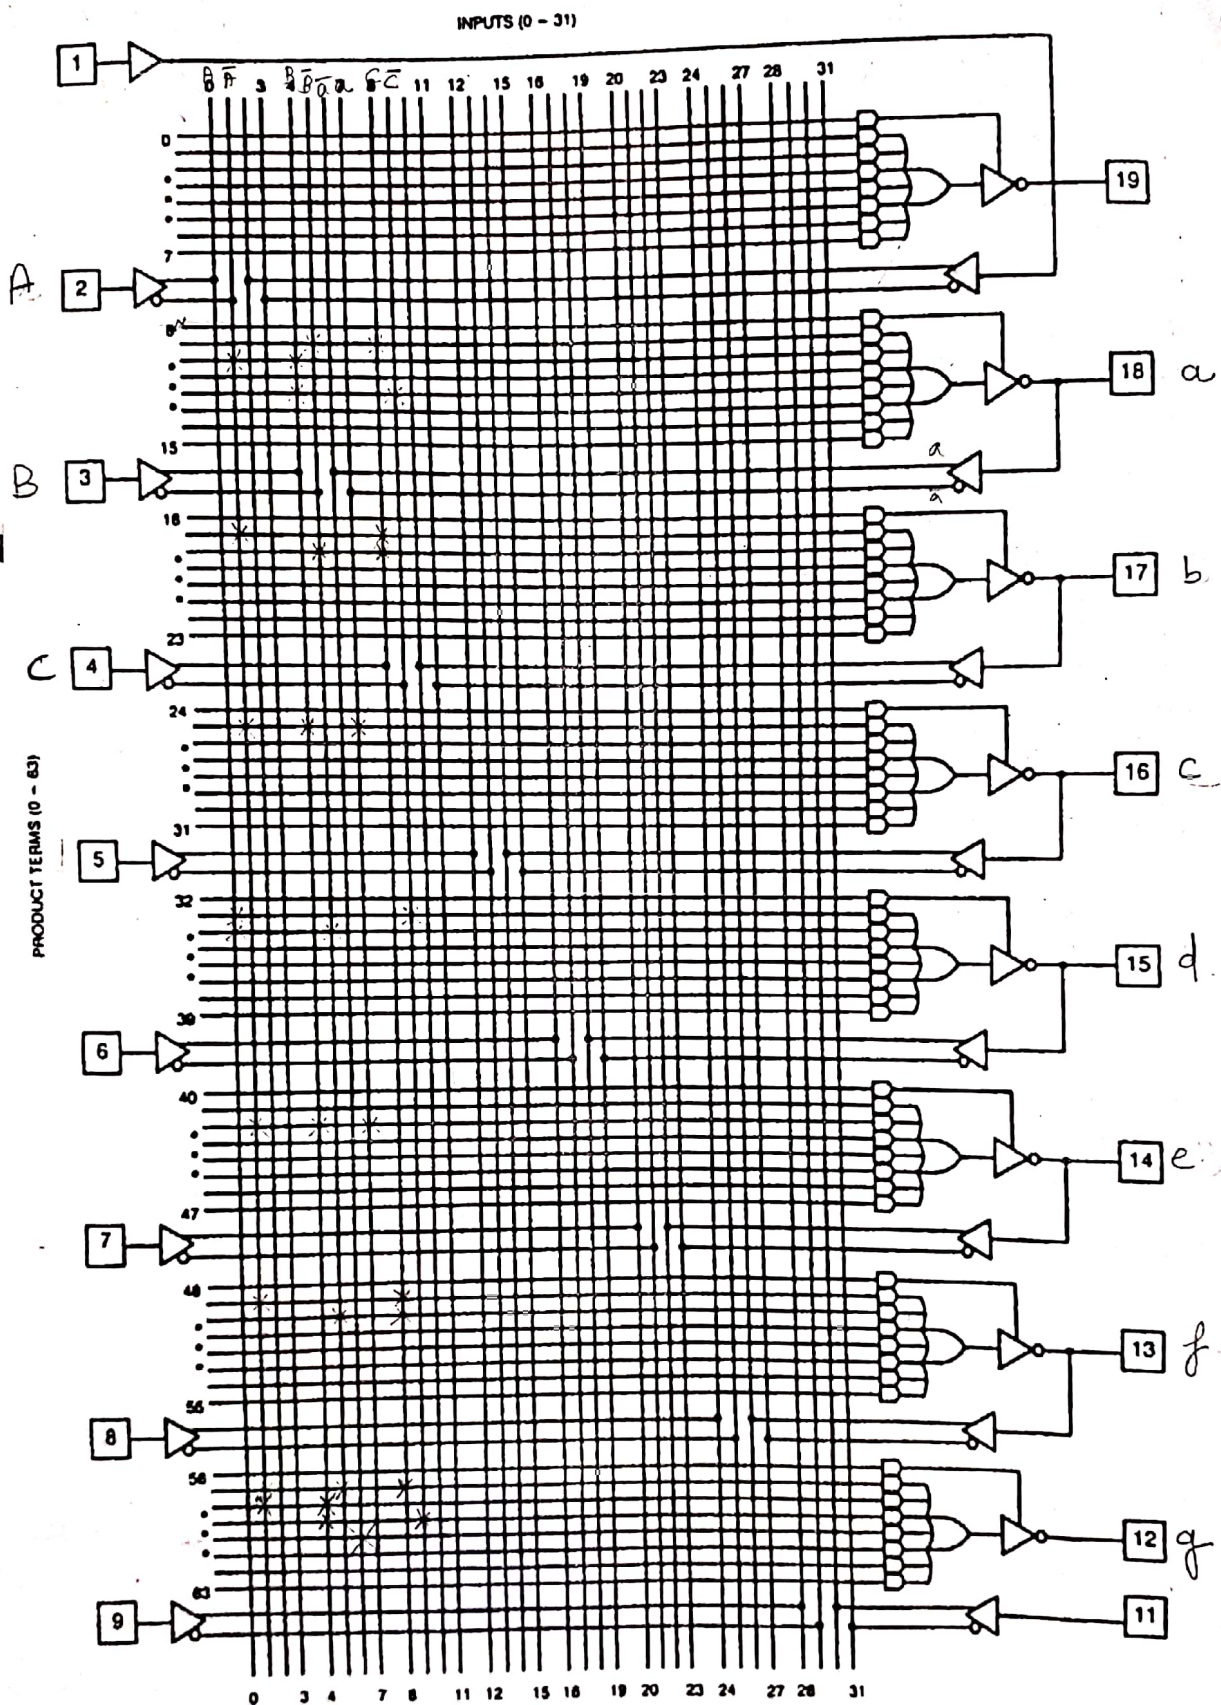 INPUTS (0 – 31)
1
A Ā B B̄ ā a C C̄
0 3 4 8 11 12 15 16 19 20 23 24 27 28 31
0
19
7
A 2
8
18 a
15
a
B 3
ā
16
17 b
23
C 4
24
16 c
PRODUCT TERMS (0 – 63)
31
5
32
15 d
39
6
40
14 e
47
7
48
13 f
55
8
56
12 g
63
9
11
0 3 4 7 8 11 12 15 16 19 20 23 24 27 28 31